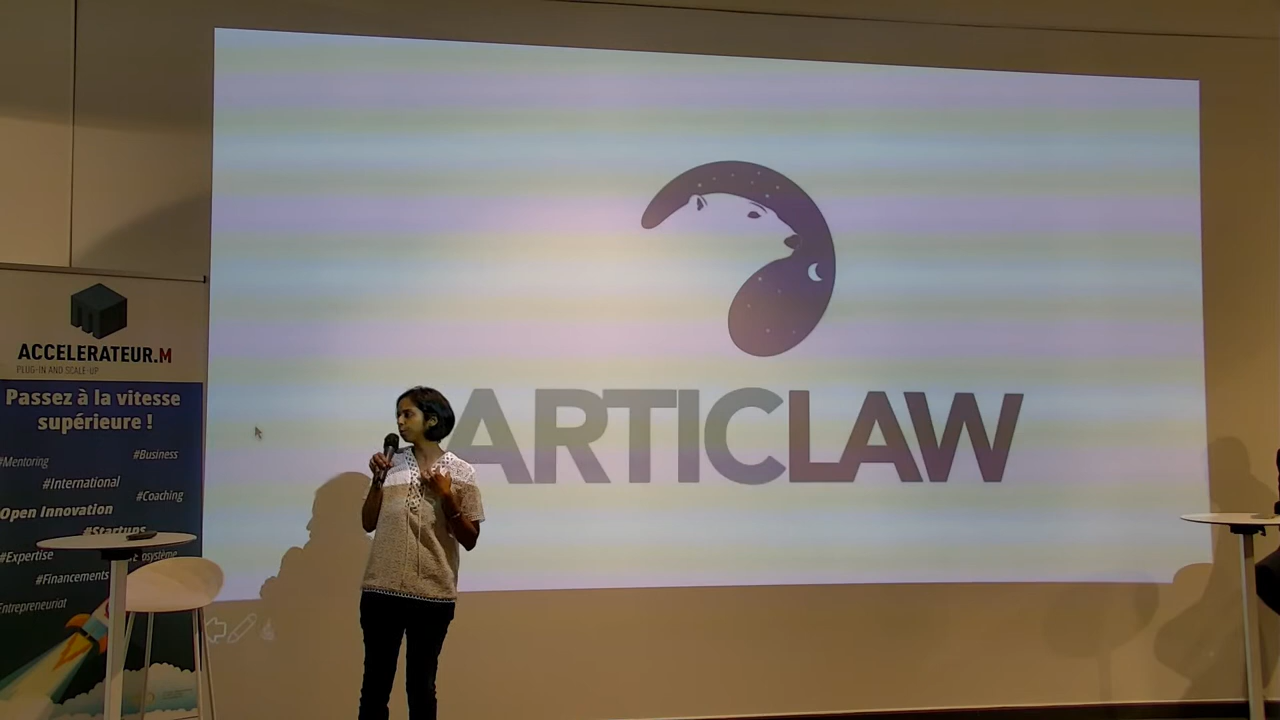 ARTICLAW
ACCELERATEUR.M
PLUG-IN AND SCALE-UP
Passez à la vitesse
supérieure !
#Mentoring
#Business
#International
#Coaching
Open Innovation
#Startups
#Expertise
#Financements
Entrepreneuriat